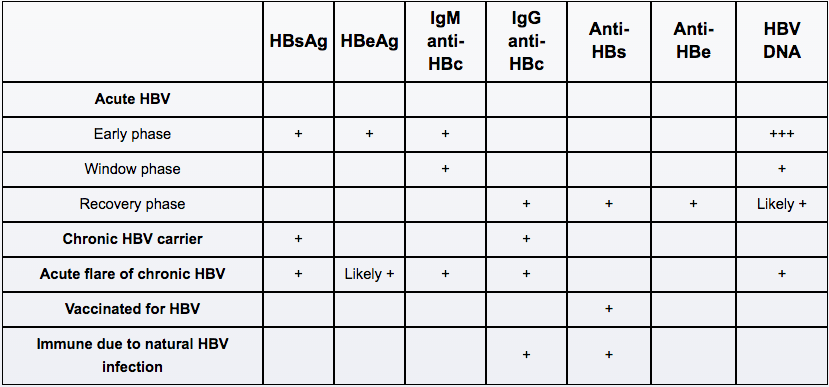 HBsAg HBeAg IgM anti-HBc IgG anti-HBc Anti-HBs Anti-HBe HBV DNA
Acute HBV
Early phase + + + +++
Window phase + +
Recovery phase + + + Likely +
Chronic HBV carrier + +
Acute flare of chronic HBV + Likely + + + +
Vaccinated for HBV +
Immune due to natural HBV infection + +